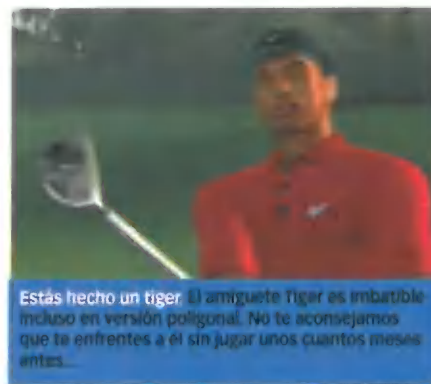 Estás hecho un tiger. El amiguete Tiger es imbatible
incluso en versión poligonal. No te aconsejamos
que te enfrentes a él sin jugar unos cuantos meses
antes...